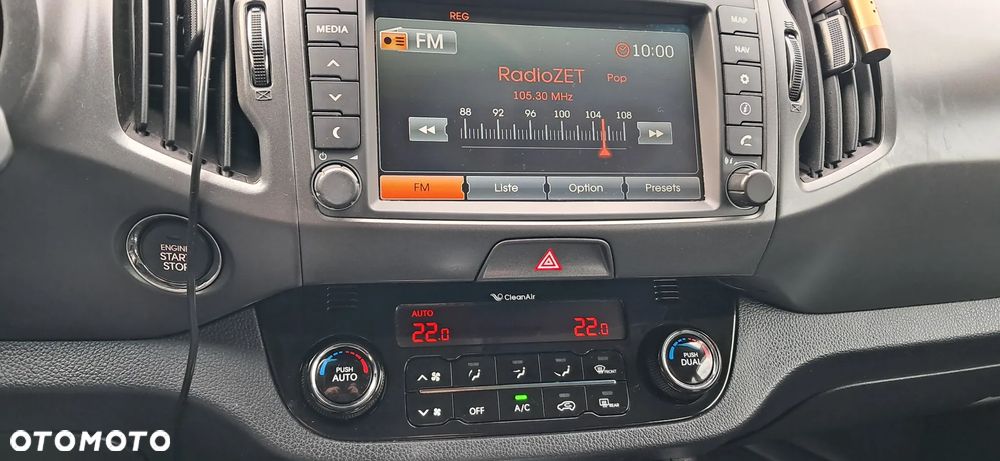 REG
MEDIA
MAP
NAV
FM
10:00
RadioZET Pop
105.30 MHz
88 92 96 100 104 108
FM Liste Option Presets
ENGINE
START
STOP
CleanAir
AUTO
22.0 22.0
PUSH
AUTO
PUSH
DUAL
FRONT
OFF A/C REAR
OTOMOTO